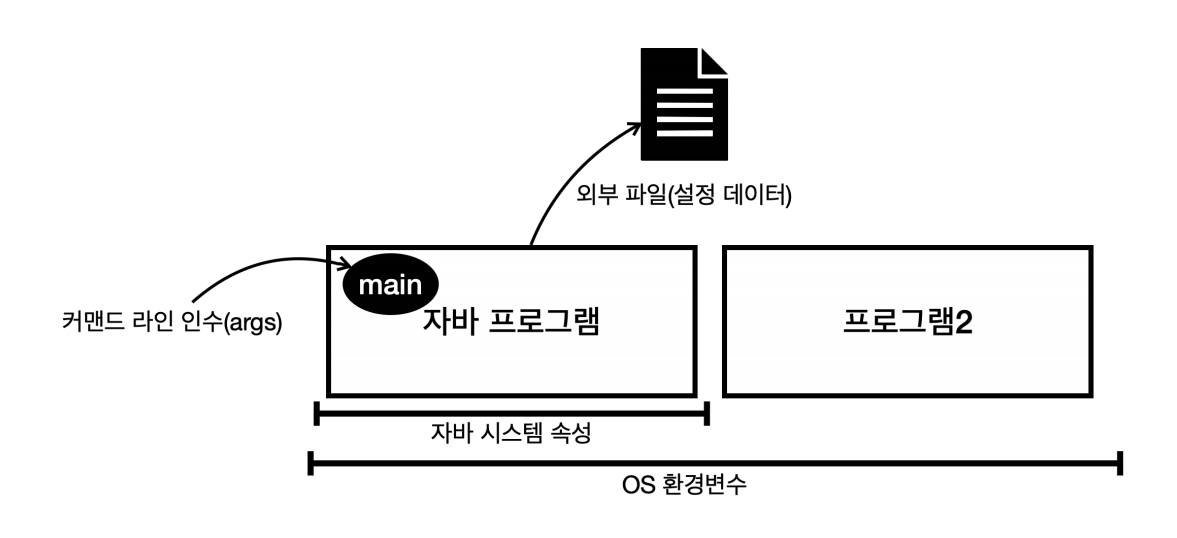 외부 파일(설정 데이터)
main
커맨드 라인 인수(args)
자바 프로그램
프로그램2
자바 시스템 속성
OS 환경변수